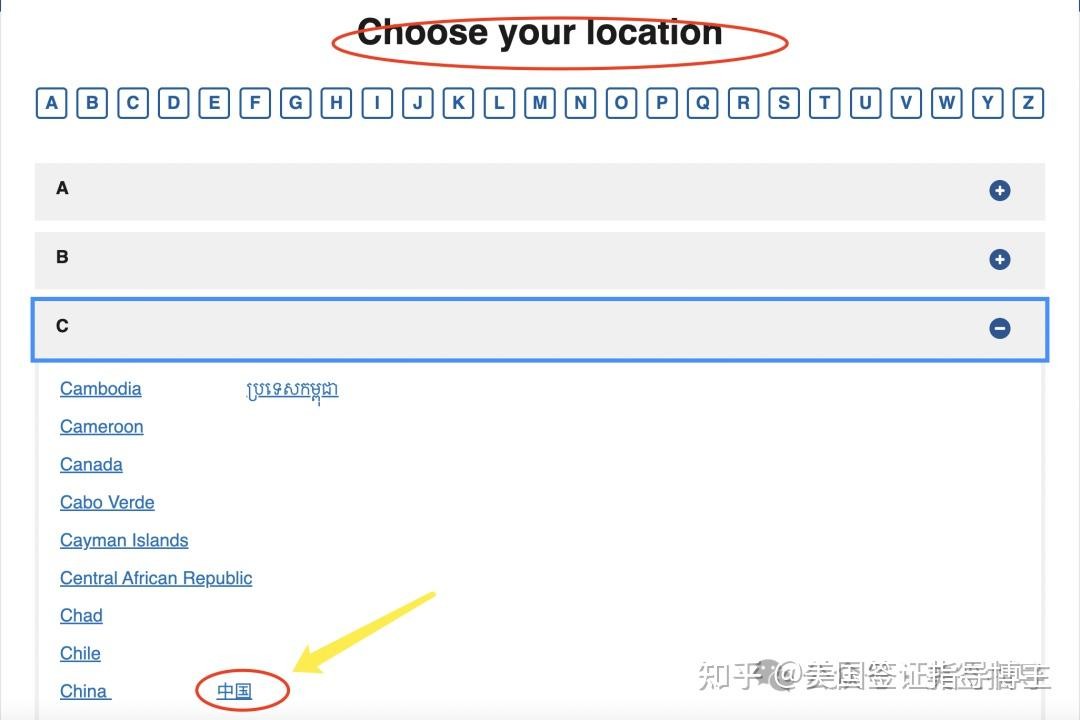 Choose your location
A B C D E F G H I J K L M N O P Q R S T U V W Y Z
A
B
C
Cambodia ប្រទេសកម្ពុជា
Cameroon
Canada
Cabo Verde
Cayman Islands
Central African Republic
Chad
Chile
China 中国
知乎 @美国签证指导博主